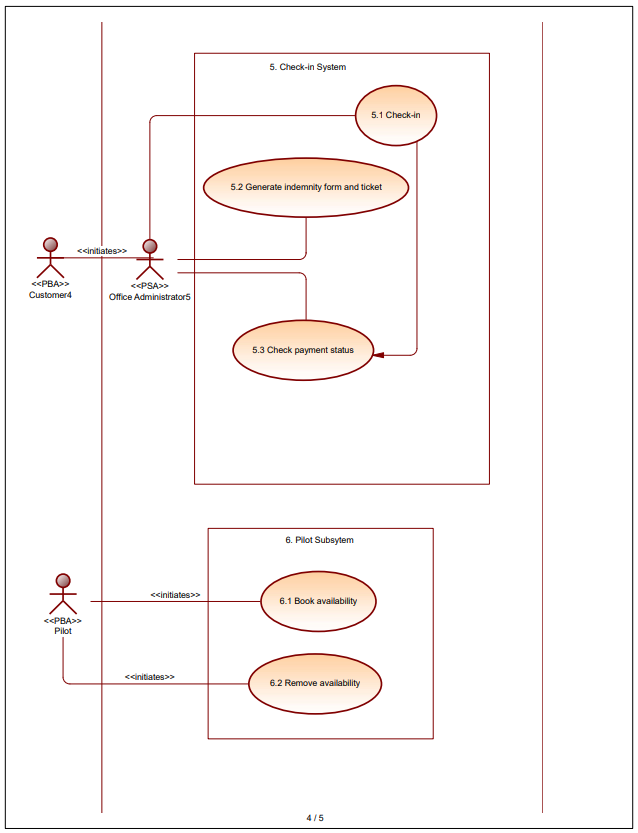 5. Check-in System
5.1 Check-in
5.2 Generate indemnity form and ticket
<<initiates>>
<<PBA>>
Customer4
<<PSA>>
Office Administrator5
5.3 Check payment status
6. Pilot Subsytem
<<initiates>>
6.1 Book availability
<<PBA>>
Pilot
<<initiates>>
6.2 Remove availability
4 / 5